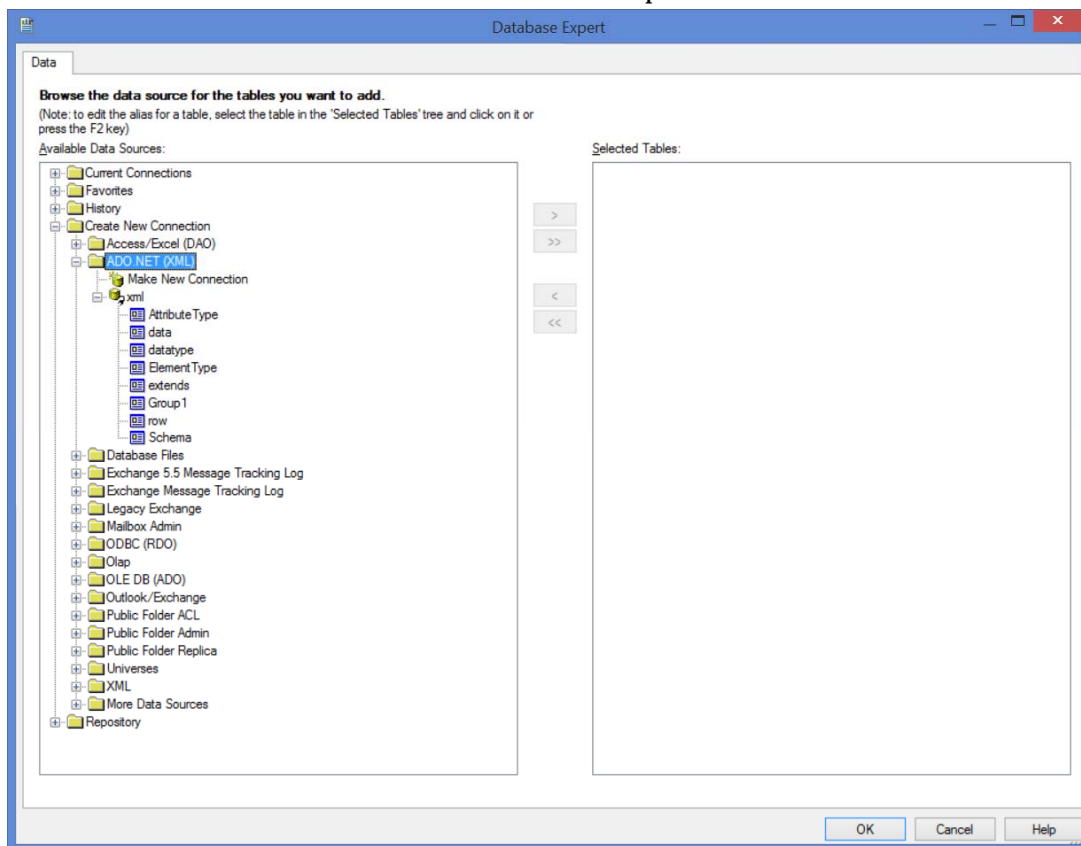 Database Expert
Data
Browse the data source for the tables you want to add.
(Note: to edit the alias for a table, select the table in the 'Selected Tables' tree and click on it or
press the F2 key)
Available Data Sources:
Selected Tables:
Current Connections
Favorites
History
Create New Connection
Access/Excel (DAO)
ADO.NET (XML)
Make New Connection
xml
AttributeType
data
datatype
ElementType
extends
Group1
row
Schema
Database Files
Exchange 5.5 Message Tracking Log
Exchange Message Tracking Log
Legacy Exchange
Mailbox Admin
ODBC (RDO)
Olap
OLE DB (ADO)
Outlook/Exchange
Public Folder ACL
Public Folder Admin
Public Folder Replica
Universes
XML
More Data Sources
Repository
>
>>
<
<<
OK
Cancel
Help